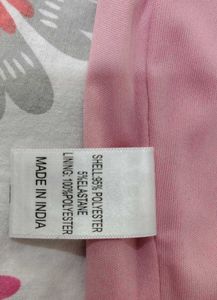 SHELL:95% POLYESTER
5%ELASTANE
LINING: 100%POLYESTER
MADE IN INDIA